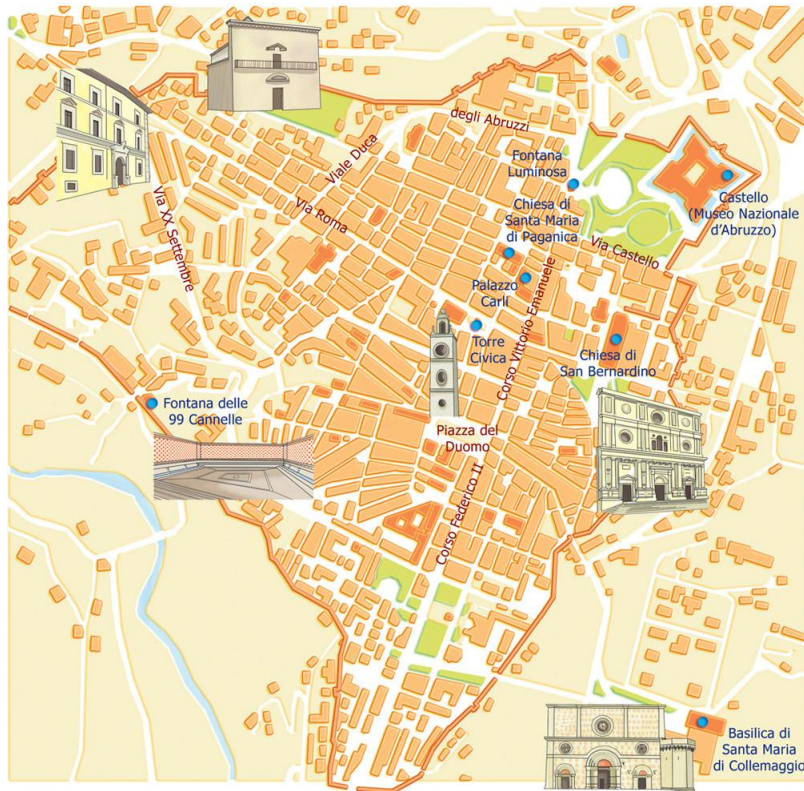 degli Abruzzi
Viale Duca
Fontana
Luminosa
Castello
(Museo Nazionale
d'Abruzzo)
Via XX Settembre
Via Roma
Chiesa di
Santa Maria
di Paganica
Via Castello
Palazzo
Carli
Corso Vittorio Emanuele
Torre
Civica
Chiesa di
San Bernardino
Fontana delle
99 Cannelle
Piazza del
Duomo
Corso Federico II
Basilica di
Santa Maria
di Collemaggio